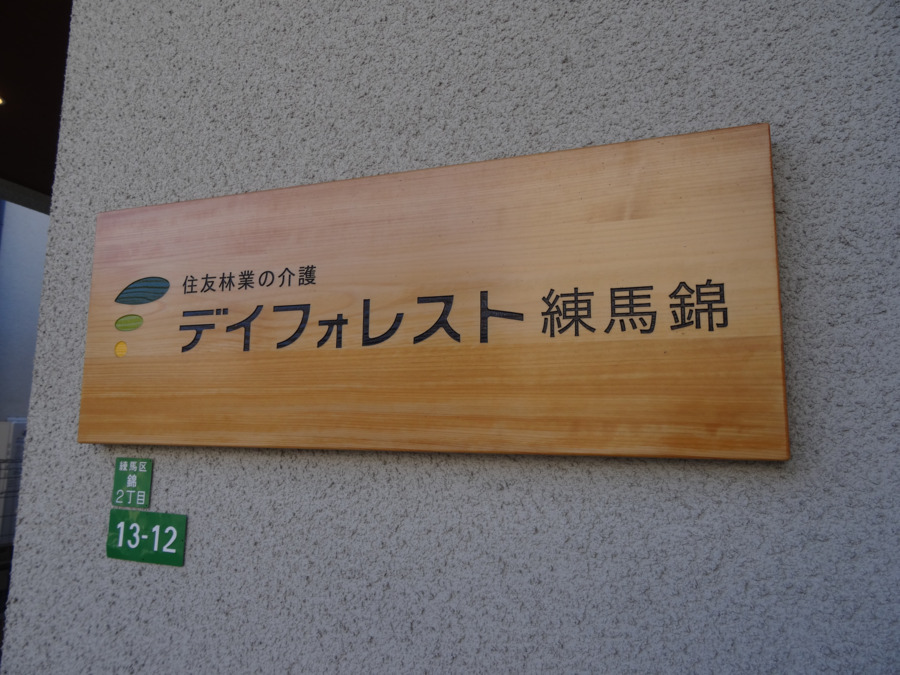 住友林業の介護
デイフォレスト 練馬錦
練馬区
錦
2丁目
13-12